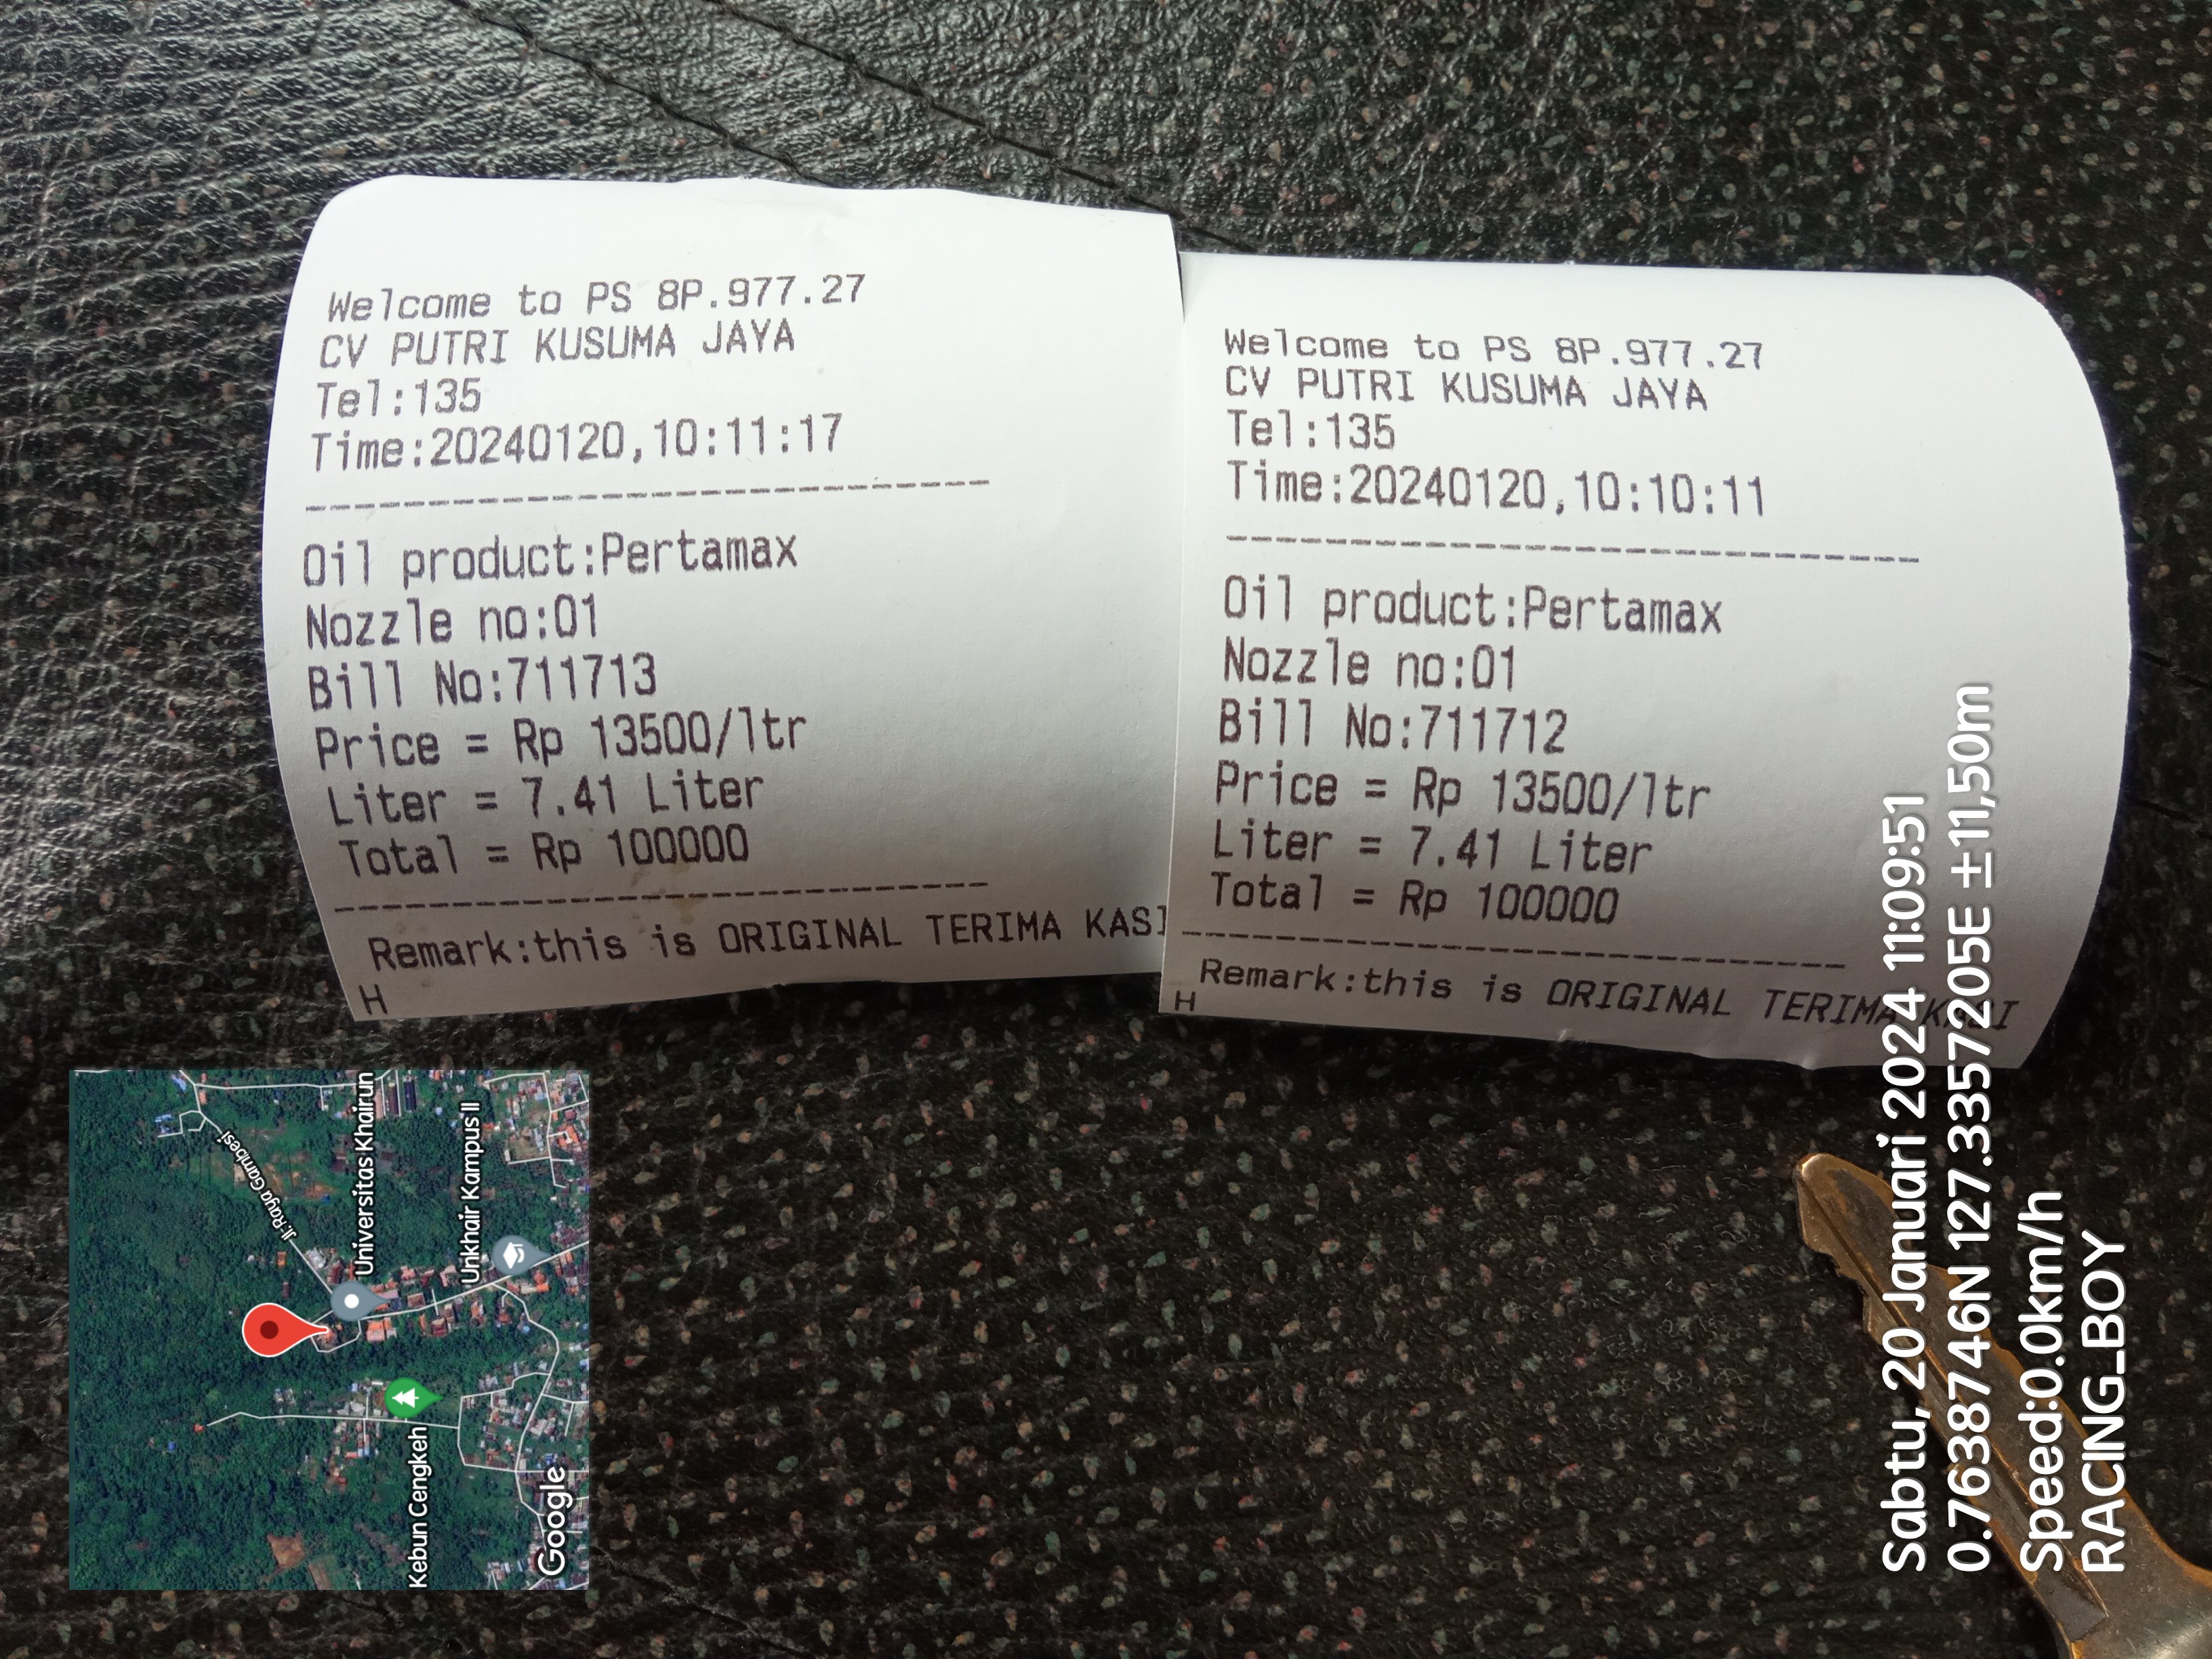 Welcome to PS 8P.977.27
CV PUTRI KUSUMA JAYA
Tel:135
Time:20240120,10:11:17
Oil product:Pertamax
Nozzle no:01
Bill No:711713
Price = Rp 13500/ltr
Liter = 7.41 Liter
Total = Rp 100000
Remark:this is ORIGINAL TERIMA KASI
H
Welcome to PS 8P.977.27
CV PUTRI KUSUMA JAYA
Tel:135
Time:20240120,10:10:11
Oil product:Pertamax
Nozzle no:01
Bill No:711712
Price = Rp 13500/ltr
Liter = 7.41 Liter
Total = Rp 100000
Remark:this is ORIGINAL TERIMA KASI
H
Jl. Raya Gambesi
Universitas Khairun
Unkhair Kampus II
Kebun Cengkeh
Google
Sabtu, 20 Januari 2024 11:09:51
0.76388746N 127.33572205E ±11,50m
Speed:0.0km/h
RACING_BOY